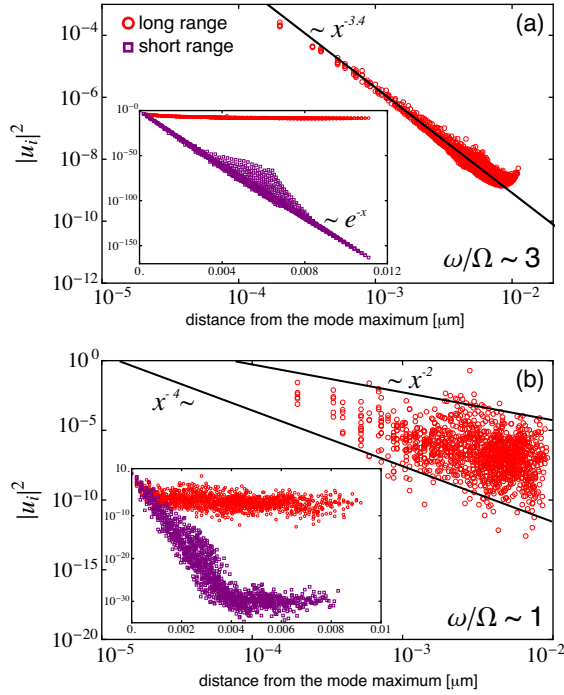 10⁻⁴
10⁻⁶
10⁻⁸
10⁻¹⁰
10⁻¹²
|uᵢ|²
long range
short range
(a)
~ x⁻³·⁴
10⁻⁰
10⁻⁵⁰
10⁻¹⁰⁰
10⁻¹⁵⁰
~ e⁻ˣ
0. 0.004 0.008 0.012
ω/Ω ~ 3
10⁻⁵ 10⁻⁴ 10⁻³ 10⁻²
distance from the mode maximum [μm]
10⁰
10⁻⁵
10⁻¹⁰
10⁻¹⁵
10⁻²⁰
|uᵢ|²
(b)
~ x⁻²
x⁻⁴~
10
10⁻¹⁰
10⁻²⁰
10⁻³⁰
0. 0.002 0.004 0.006 0.008 0.01
ω/Ω ~ 1
10⁻⁵ 10⁻⁴ 10⁻³ 10⁻²
distance from the mode maximum [μm]